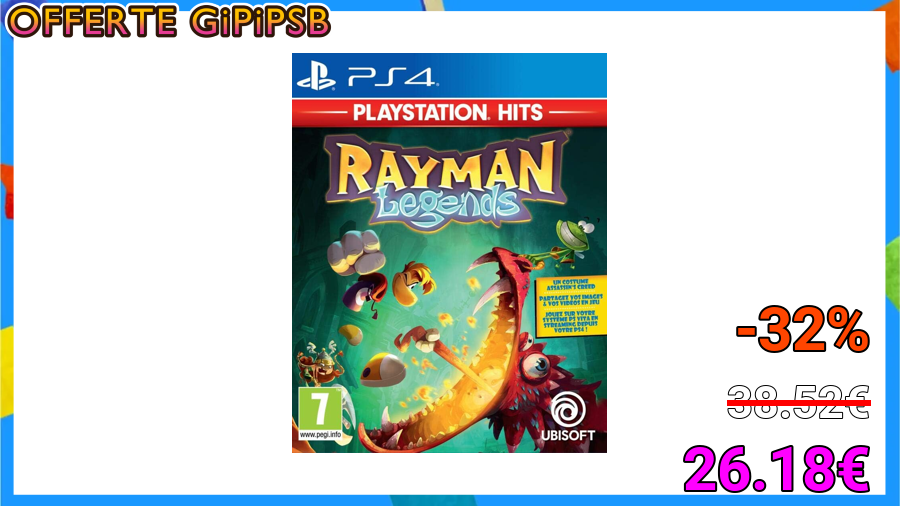 OFFERTE GiPiPSB
PS4
PLAYSTATION HITS
RAYMAN
Legends
UN COSTUME
ASSASSIN'S CREED
PARTAGEZ VOS IMAGES
& VOS VIDEOS EN JEU
JOUEZ SUR VOTRE
SYSTÈME PS VITA EN
STREAMING DEPUIS
VOTRE PS4 !
7
www.pegi.info
UBISOFT
-32%
38.52€
26.18€